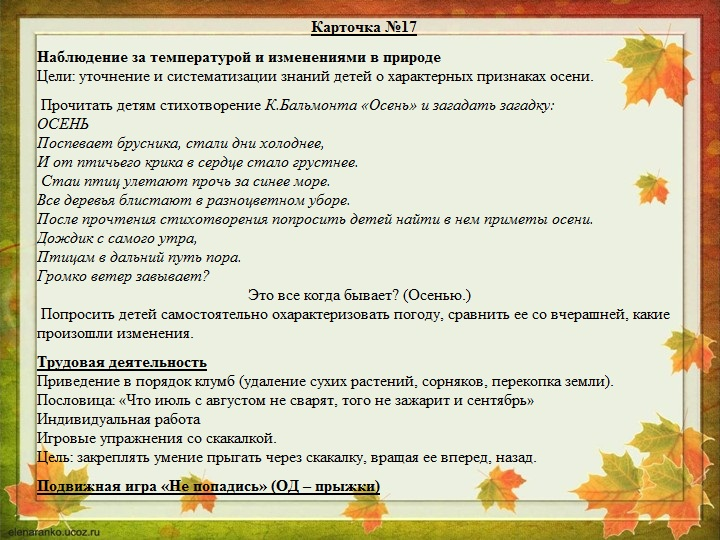 Карточка №17
Наблюдение за температурой и изменениями в природе
Цели: уточнение и систематизации знаний детей о характерных признаках осени.
Прочитать детям стихотворение К.Бальмонта «Осень» и загадать загадку:
ОСЕНЬ
Поспевает брусника, стали дни холоднее,
И от птичьего крика в сердце стало грустнее.
Стаи птиц улетают прочь за синее море.
Все деревья блистают в разноцветном уборе.
После прочтения стихотворения попросить детей найти в нем приметы осени.
Дождик с самого утра,
Птицам в дальний путь пора.
Громко ветер завывает?
Это все когда бывает? (Осенью.)
Попросить детей самостоятельно охарактеризовать погоду, сравнить ее со вчерашней, какие
произошли изменения.
Трудовая деятельность
Приведение в порядок клумб (удаление сухих растений, сорняков, перекопка земли).
Пословица: «Что июль с августом не сварят, того не зажарит и сентябрь»
Индивидуальная работа
Игровые упражнения со скакалкой.
Цель: закреплять умение прыгать через скакалку, вращая ее вперед, назад.
Подвижная игра «Не попадись» (ОД – прыжки)
elenaranko.ucoz.ru